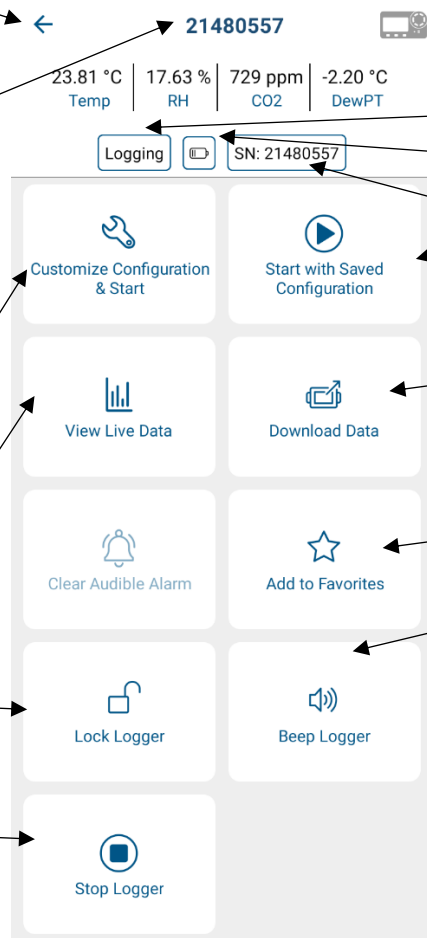 21480557
23.81 °C 17.63 % 729 ppm -2.20 °C
Temp RH CO2 DewPT
Logging SN: 21480557
Customize Configuration
& Start
Start with Saved
Configuration
View Live Data Download Data
Clear Audible Alarm Add to Favorites
Lock Logger Beep Logger
Stop Logger